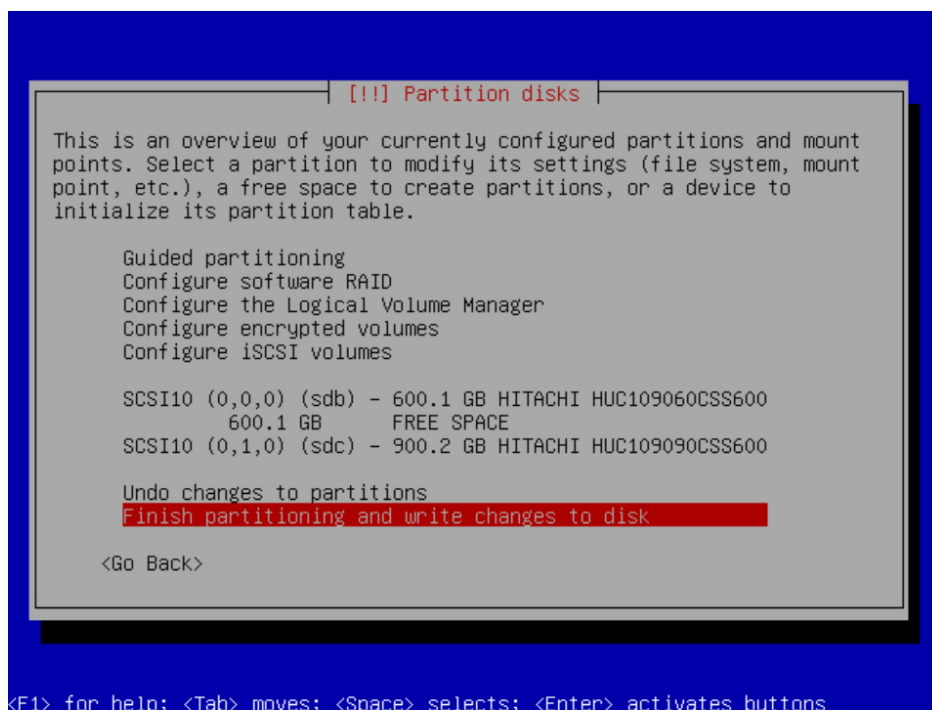 [!!] Partition disks
This is an overview of your currently configured partitions and mount
points. Select a partition to modify its settings (file system, mount
point, etc.), a free space to create partitions, or a device to
initialize its partition table.
Guided partitioning
Configure software RAID
Configure the Logical Volume Manager
Configure encrypted volumes
Configure iSCSI volumes
SCSI10 (0,0,0) (sdb) - 600.1 GB HITACHI HUC109060CSS600
600.1 GB FREE SPACE
SCSI10 (0,1,0) (sdc) - 900.2 GB HITACHI HUC109090CSS600
Undo changes to partitions
Finish partitioning and write changes to disk
<Go Back>
<F1> for help; <Tab> moves; <Space> selects; <Enter> activates buttons